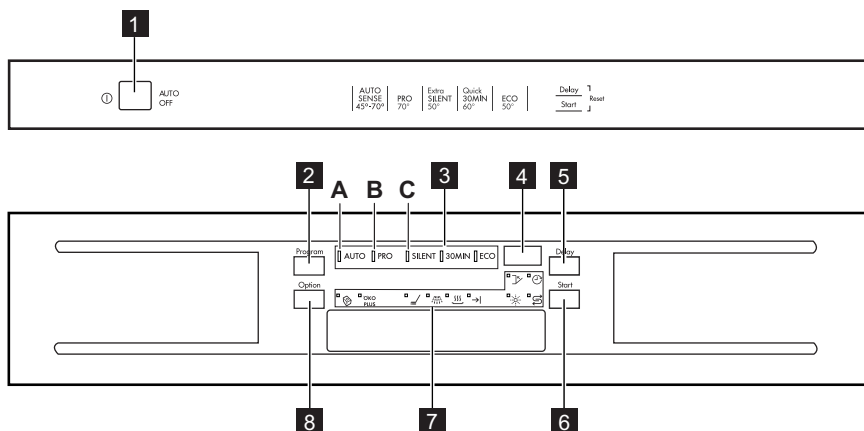 1
AUTO
OFF
AUTO
SENSE
45°-70°
PRO
70°
Extra
SILENT
50°
Quick
30MIN
60°
ECO
50°
Delay
Start
Reset
2
A
B
C
3
4
5
Program
AUTO PRO SILENT 30MIN ECO
Delay
Option
OKO
PLUS
Start
8
7
6